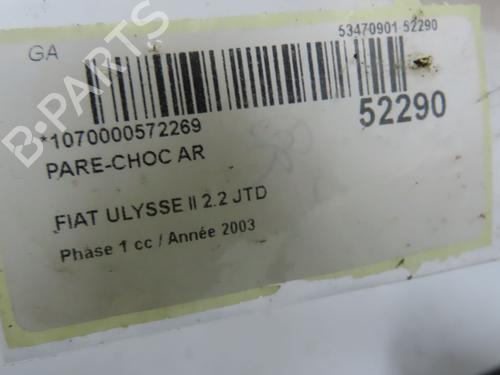 GA
53470901 52290
*1070000572269
52290
PARE-CHOC AR
FIAT ULYSSE II 2.2 JTD
Phase 1 cc / Année 2003
B-PARTS